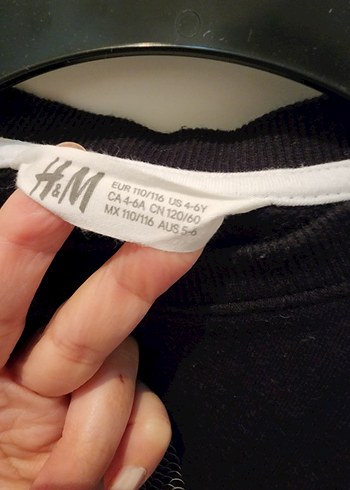 H&M
EUR 110/116 US 4-6Y
CA 4-6A CN 120/60
MX 110/116 AUS 5-6